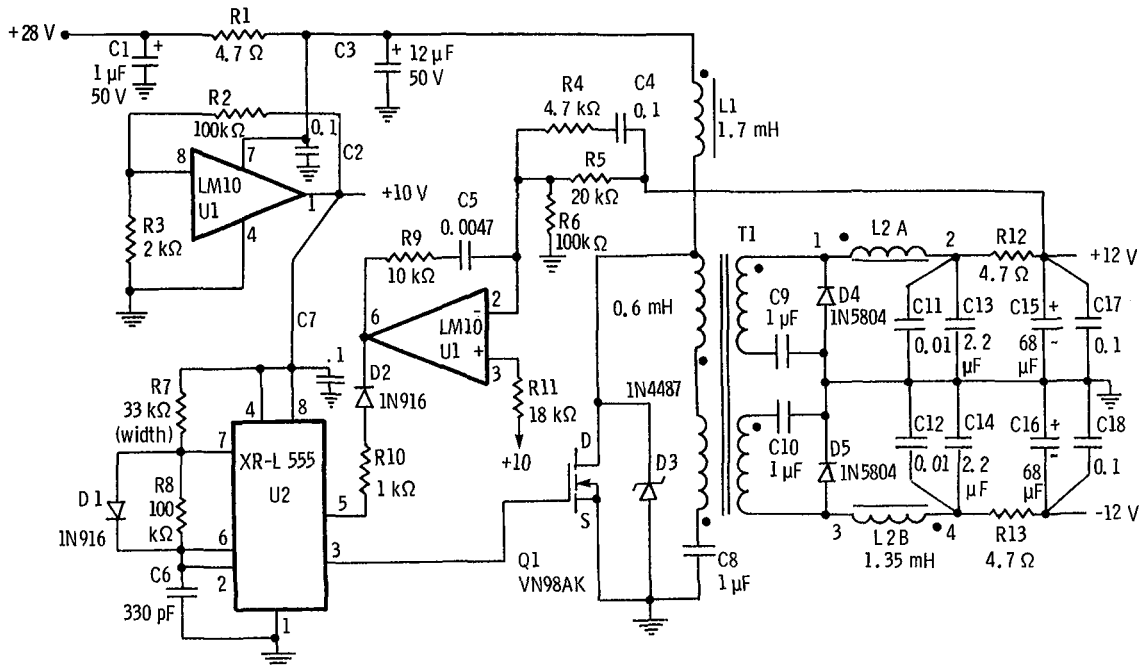 +28 V
R1
4.7 Ω
C1
1 µF
50 V
+
C3
+
12 µF
50 V
R2
100kΩ
0.1
C2
8
7
LM10
U1
1
4
+10 V
R3
2 kΩ
R4
4.7 kΩ
C4
0.1
L1
1.7 mH
R5
20 kΩ
R6
100kΩ
C5
0.0047
R9
10 kΩ
6
2
-
LM10
U1
+
3
R11
18 kΩ
+10
C7
.1
D2
1N916
R10
1 kΩ
R7
33 kΩ
(width)
4
8
7
XR-L 555
U2
5
R8
100
kΩ
D1
1N916
6
3
2
C6
330 pF
1
T1
0.6 mH
1N4487
D
D3
S
Q1
VN98AK
C8
1 µF
1
L2 A
2
R12
4.7 Ω
+12 V
C9
1 µF
D4
1N5804
C11
0.01
C13
2.2
µF
C15
+
-
68
µF
C17
0.1
C10
1 µF
D5
1N5804
C12
0.01
C14
2.2
µF
C16
+
-
68
µF
C18
0.1
3
L2B
1.35 mH
4
R13
4.7 Ω
-12 V